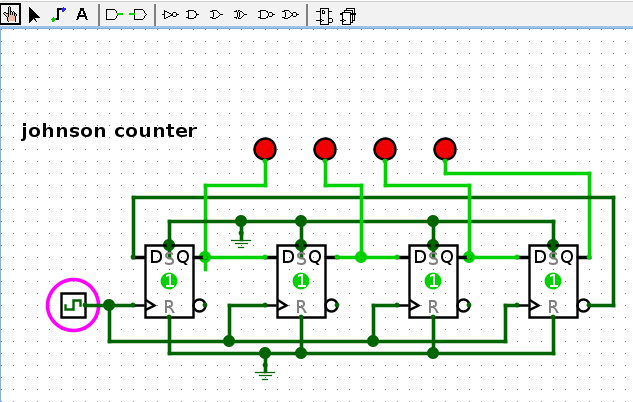 A
johnson counter
D S Q D S Q D S Q D S Q
1 1 1 1
R R R R